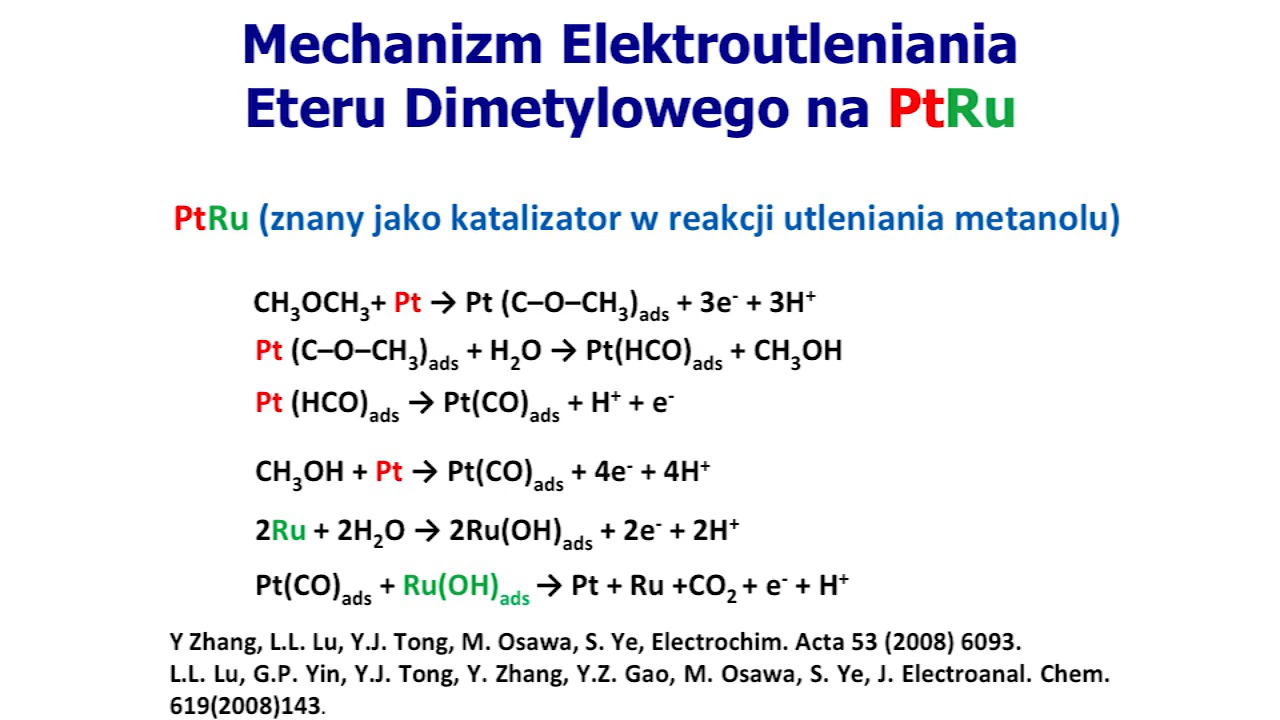 Mechanizm Elektroutleniania
Eteru Dimetylowego na PtRu
PtRu (znany jako katalizator w reakcji utleniania metanolu)
CH₃OCH₃+ Pt → Pt (C–O–CH₃)ads + 3e⁻ + 3H⁺
Pt (C–O–CH₃)ads + H₂O → Pt(HCO)ads + CH₃OH
Pt (HCO)ads → Pt(CO)ads + H⁺ + e⁻
CH₃OH + Pt → Pt(CO)ads + 4e⁻ + 4H⁺
2Ru + 2H₂O → 2Ru(OH)ads + 2e⁻ + 2H⁺
Pt(CO)ads + Ru(OH)ads → Pt + Ru +CO₂ + e⁻ + H⁺
Y Zhang, L.L. Lu, Y.J. Tong, M. Osawa, S. Ye, Electrochim. Acta 53 (2008) 6093.
L.L. Lu, G.P. Yin, Y.J. Tong, Y. Zhang, Y.Z. Gao, M. Osawa, S. Ye, J. Electroanal. Chem.
619(2008)143.